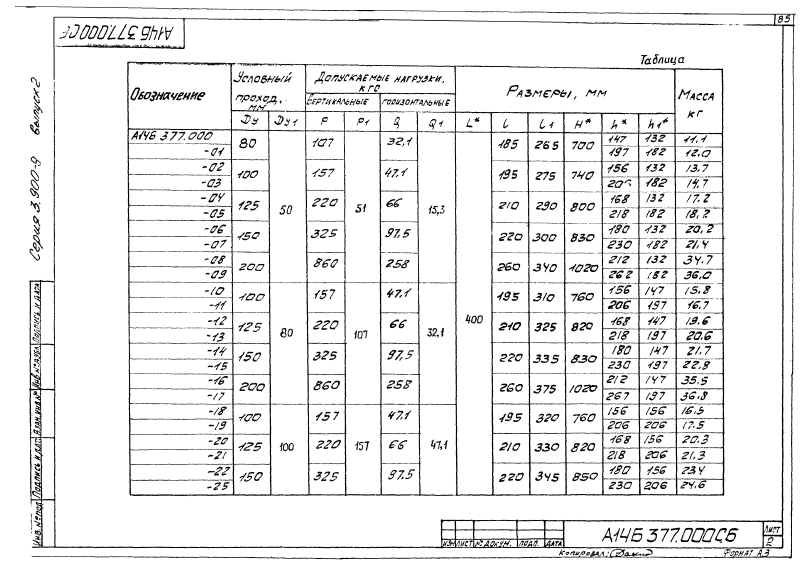 85
А14Б 377.000СБ
Таблица
Обозначение | Условный проход, мм | Допускаемые нагрузки, кгс | Размеры, мм | Масса кг
Вертикальные | Горизонтальные
Ду | Ду1 | P | P1 | Q | Q1 | L* | l | l1 | H* | h* | h1*
А14Б 377.000 | 80 | 50 | 107 | 51 | 32,1 | 15,3 | 400 | 185 | 265 | 700 | 147 | 132 | 11,1
-01 | 197 | 182 | 12,0
-02 | 100 | 157 | 47,1 | 195 | 275 | 740 | 156 | 132 | 13,7
-03 | 206 | 182 | 14,7
-04 | 125 | 220 | 66 | 210 | 290 | 800 | 168 | 132 | 17,2
-05 | 218 | 182 | 18,2
-06 | 150 | 325 | 97,5 | 220 | 300 | 830 | 180 | 132 | 20,2
-07 | 230 | 182 | 21,4
-08 | 200 | 860 | 258 | 260 | 340 | 1020 | 212 | 132 | 34,7
-09 | 262 | 182 | 36,0
-10 | 100 | 80 | 157 | 107 | 47,1 | 32,1 | 195 | 310 | 760 | 156 | 147 | 15,8
-11 | 206 | 197 | 16,7
-12 | 125 | 220 | 66 | 210 | 325 | 820 | 168 | 147 | 19,6
-13 | 218 | 197 | 20,6
-14 | 150 | 325 | 97,5 | 220 | 335 | 830 | 180 | 147 | 21,7
-15 | 230 | 197 | 22,8
-16 | 200 | 860 | 258 | 260 | 375 | 1020 | 212 | 147 | 35,5
-17 | 267 | 197 | 36,8
-18 | 100 | 100 | 157 | 157 | 47,1 | 47,1 | 195 | 320 | 760 | 156 | 156 | 16,5
-19 | 206 | 206 | 17,5
-20 | 125 | 220 | 66 | 210 | 330 | 820 | 168 | 156 | 20,3
-21 | 218 | 206 | 21,3
-22 | 150 | 325 | 97,5 | 220 | 345 | 850 | 180 | 156 | 23,4
-23 | 230 | 206 | 24,6
Серия 3.900-9 Выпуск 2
Инв. № подл. Подпись и дата Взам. инв. № Инв. № дубл. Подпись и дата
Изм Лист № докум. Подп. Дата
А14Б 377.000СБ
Лист
2
Копировал:
Формат А3